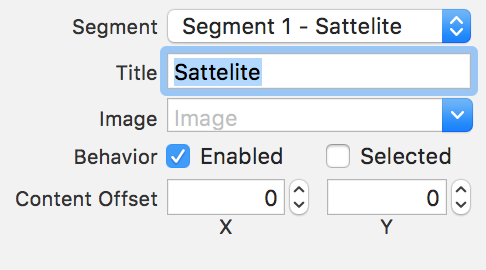 Segment Segment 1 - Sattelite
Title Sattelite
Image Image
Behavior Enabled Selected
Content Offset 0 0
X Y